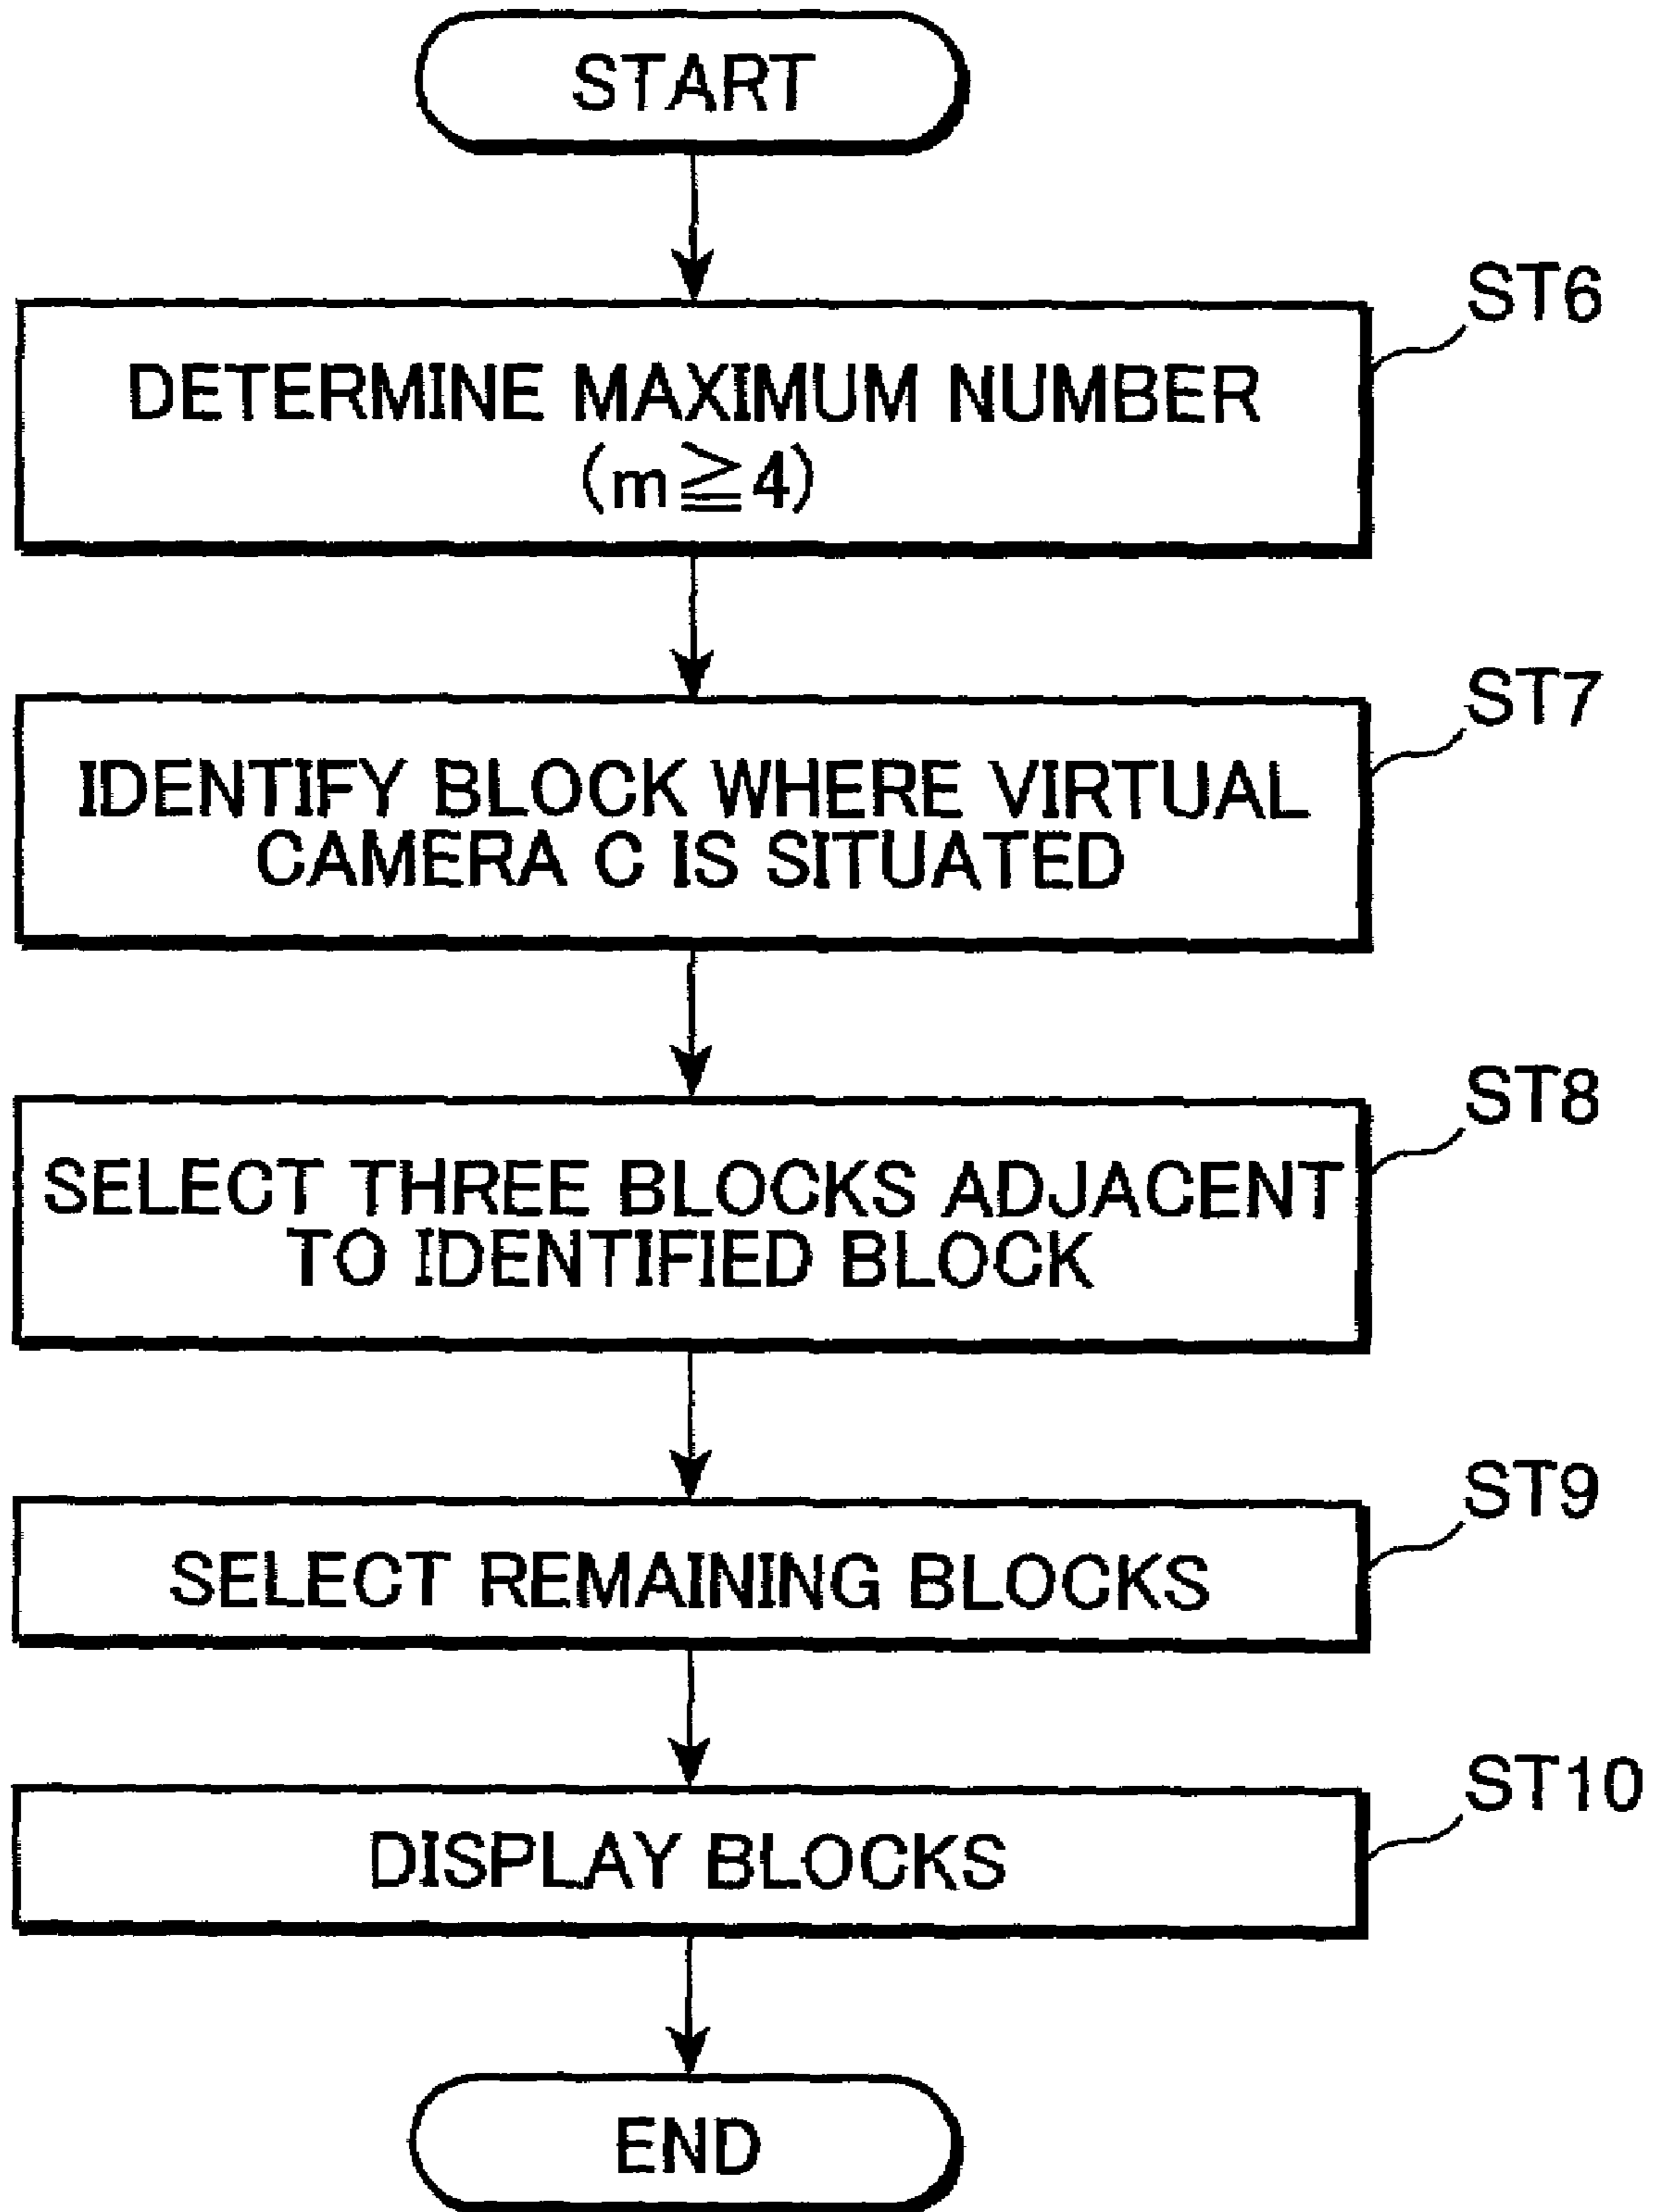 START
ST6
DETERMINE MAXIMUM NUMBER
(m≧4)
ST7
IDENTIFY BLOCK WHERE VIRTUAL
CAMERA C IS SITUATED
ST8
SELECT THREE BLOCKS ADJACENT
TO IDENTIFIED BLOCK
ST9
SELECT REMAINING BLOCKS
ST10
DISPLAY BLOCKS
END